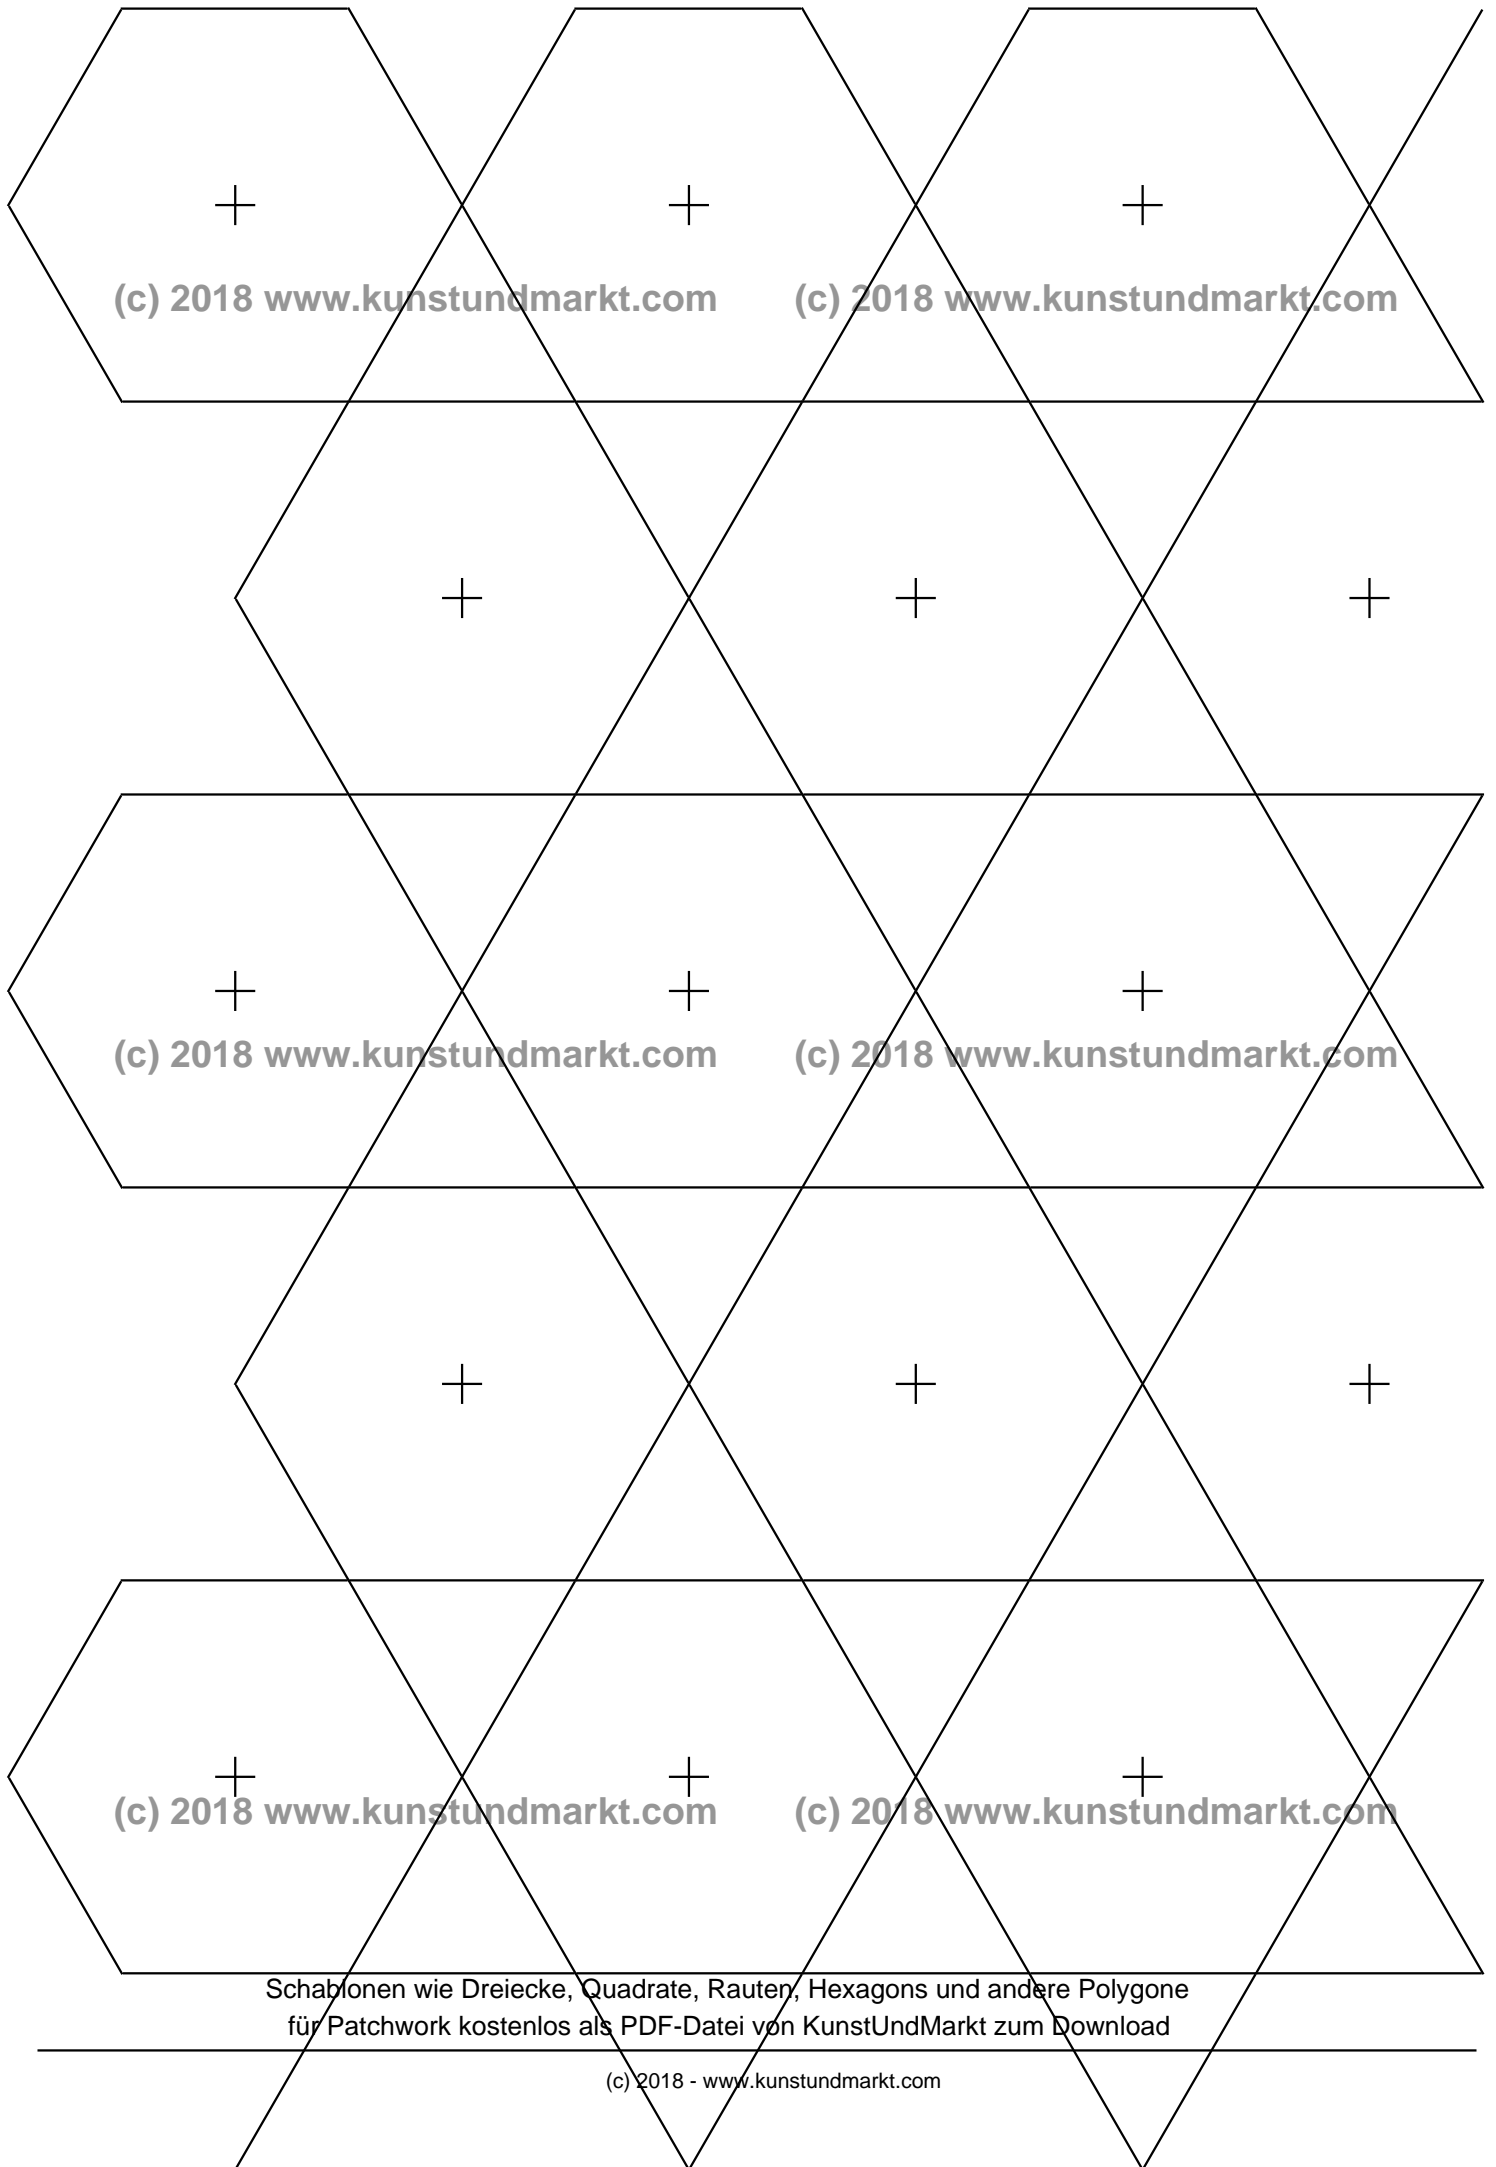 (c) 2018 www.kunstundmarkt.com (c) 2018 www.kunstundmarkt.com
(c) 2018 www.kunstundmarkt.com (c) 2018 www.kunstundmarkt.com
(c) 2018 www.kunstundmarkt.com (c) 2018 www.kunstundmarkt.com
Schablonen wie Dreiecke, Quadrate, Rauten, Hexagons und andere Polygone
für Patchwork kostenlos als PDF-Datei von KunstUndMarkt zum Download
(c) 2018 - www.kunstundmarkt.com